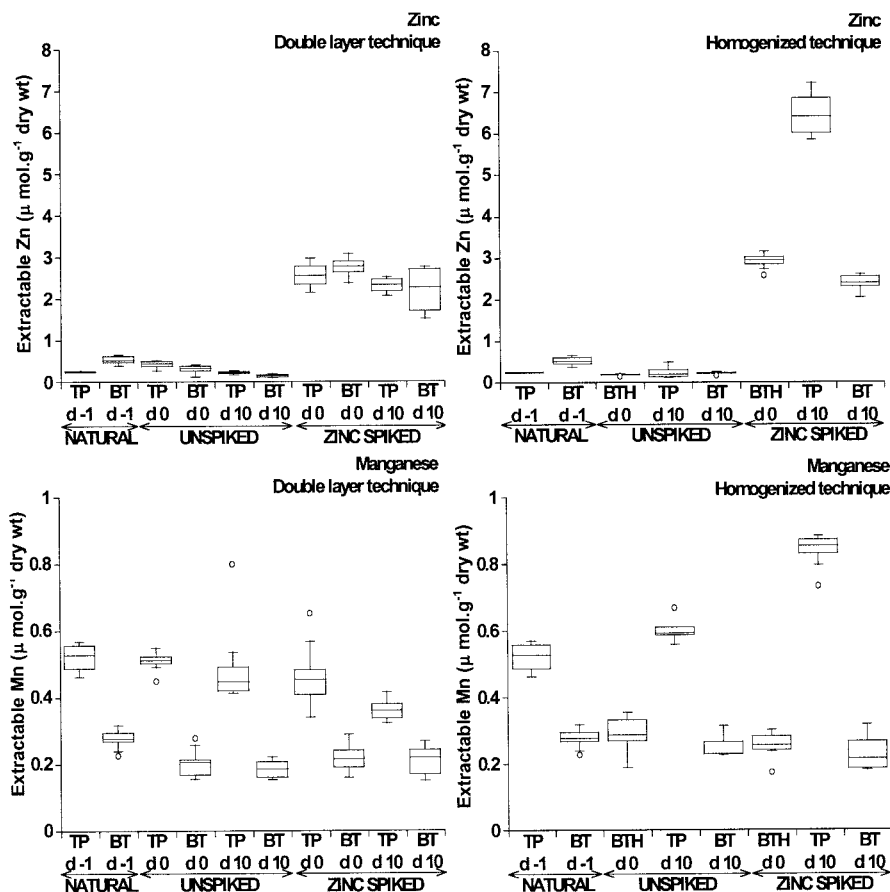 Zinc
Double layer technique
Extractable Zn (μ mol.g⁻¹ dry wt)
8
7
6
5
4
3
2
1
0
TP BT TP BT TP BT TP BT TP BT
d -1 d -1 d 0 d 0 d 10 d 10 d 0 d 0 d 10 d 10
NATURAL UNSPIKED ZINC SPIKED
Zinc
Homogenized technique
Extractable Zn (μ mol.g⁻¹ dry wt)
8
7
6
5
4
3
2
1
0
TP BT BTH TP BT BTH TP BT
d -1 d -1 d 0 d 10 d 10 d 0 d 10 d 10
NATURAL UNSPIKED ZINC SPIKED
Manganese
Double layer technique
Extractable Mn (μ mol.g⁻¹ dry wt)
1
0.8
0.6
0.4
0.2
0
TP BT TP BT TP BT TP BT TP BT
d -1 d -1 d 0 d 0 d 10 d 10 d 0 d 0 d 10 d 10
NATURAL UNSPIKED ZINC SPIKED
Manganese
Homogenized technique
Extractable Mn (μ mol.g⁻¹ dry wt)
1
0.8
0.6
0.4
0.2
0
TP BT BTH TP BT BTH TP BT
d -1 d -1 d 0 d 10 d 10 d 0 d 10 d 10
NATURAL UNSPIKED ZINC SPIKED